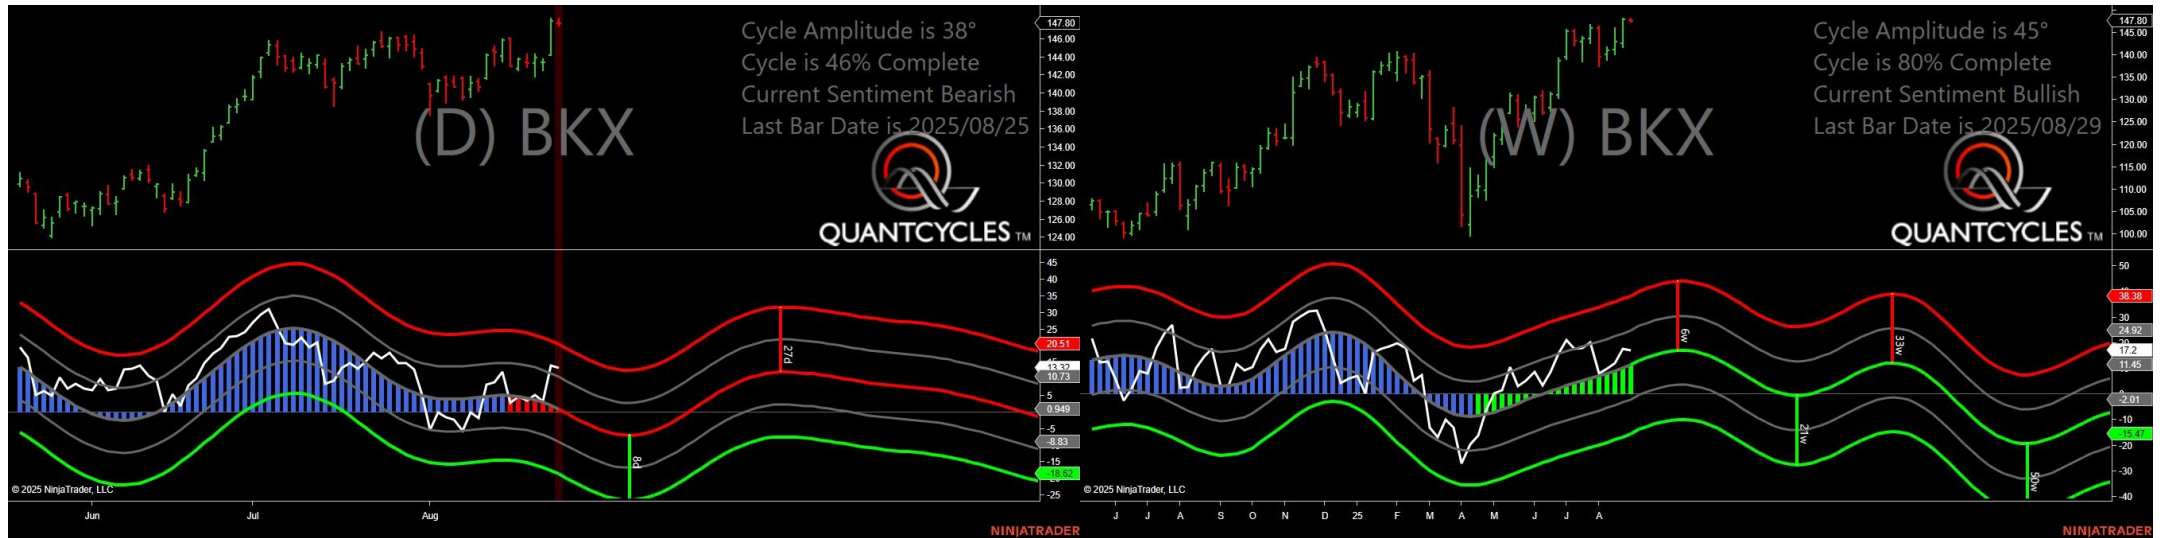 Cycle Amplitude is 38°
Cycle is 46% Complete
Current Sentiment Bearish
Last Bar Date is 2025/08/25
(D) BKX
QUANTCYCLES TM
147.80
146.00
144.00
142.00
140.00
138.00
136.00
134.00
132.00
130.00
128.00
126.00
124.00
45
35
30
25
20.51
13.32
10.73
5
0.949
-5
-8.83
-15
-18.62
-25
27d
8d
© 2025 NinjaTrader, LLC
Jun Jul Aug
NINJATRADER
Cycle Amplitude is 45°
Cycle is 80% Complete
Current Sentiment Bullish
Last Bar Date is 2025/08/29
(W) BKX
QUANTCYCLES TM
147.80
145.00
140.00
135.00
130.00
125.00
120.00
115.00
110.00
105.00
100.00
50
38.38
30
24.92
17.2
11.45
-2.01
-10
-15.47
-20
-30
-40
6w
33w
21w
50w
© 2025 NinjaTrader, LLC
J J A S O N D 25 F M A M J J A
NINJATRADER